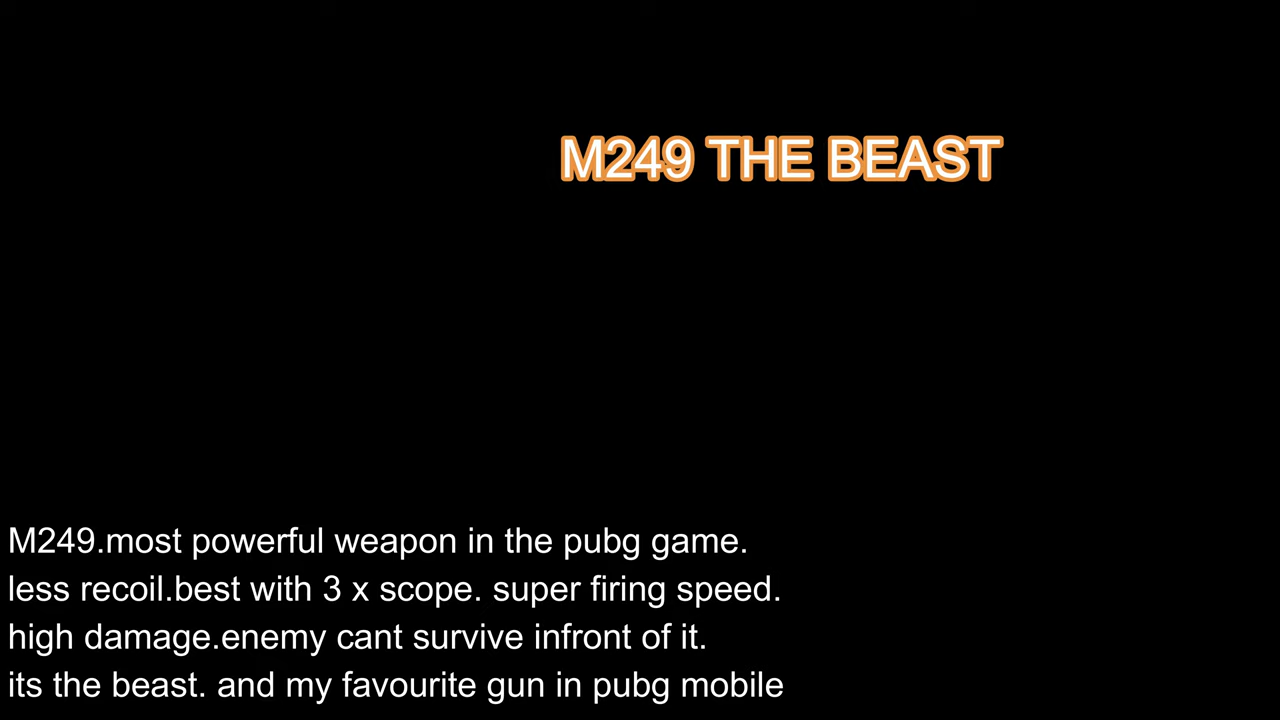 M249 THE BEAST
M249.most powerful weapon in the pubg game.
less recoil.best with 3 x scope. super firing speed.
high damage.enemy cant survive infront of it.
its the beast. and my favourite gun in pubg mobile